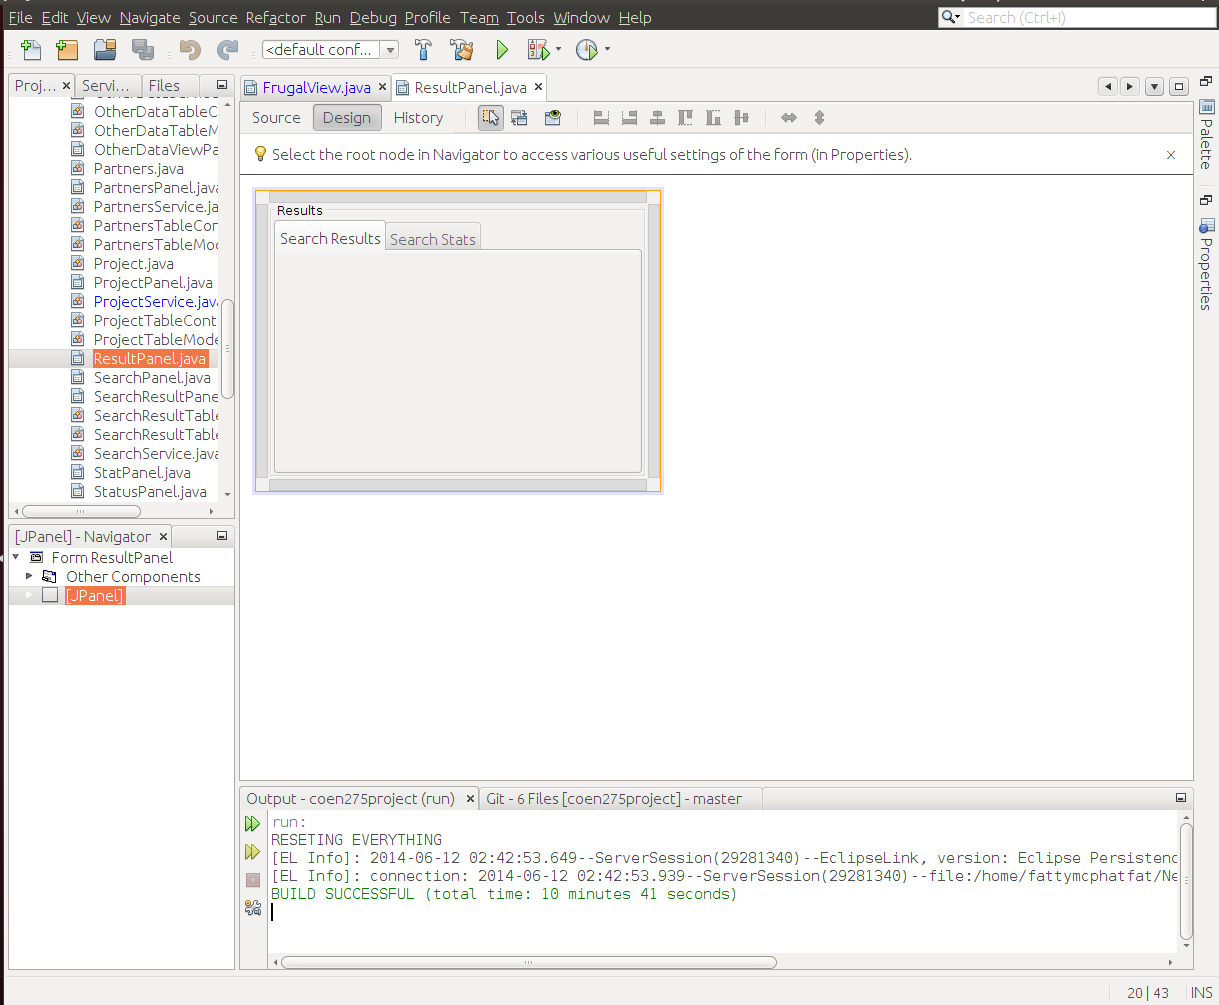 File Edit View Navigate Source Refactor Run Debug Profile Team Tools Window Help
Search (Ctrl+I)
<default conf...
Proj... Servi... Files
OtherDataTableC
OtherDataTableM
OtherDataViewPa
Partners.java
PartnersPanel.java
PartnersService.ja
PartnersTableCon
PartnersTableMo
Project.java
ProjectPanel.java
ProjectService.java
ProjectTableCont
ProjectTableMode
ResultPanel.java
SearchPanel.java
SearchResultPane
SearchResultTable
SearchResultTable
SearchService.java
StatPanel.java
StatusPanel.java
[JPanel] - Navigator
Form ResultPanel
Other Components
[JPanel]
FrugalView.java ResultPanel.java
Source Design History
Select the root node in Navigator to access various useful settings of the form (in Properties).
Results
Search Results Search Stats
Palette
Properties
Output - coen275project (run) Git - 6 Files [coen275project] - master
run:
RESETING EVERYTHING
[EL Info]: 2014-06-12 02:42:53.649--ServerSession(29281340)--EclipseLink, version: Eclipse Persistenc
[EL Info]: connection: 2014-06-12 02:42:53.939--ServerSession(29281340)--file:/home/fattymcphatfat/Ne
BUILD SUCCESSFUL (total time: 10 minutes 41 seconds)
20 | 43 INS